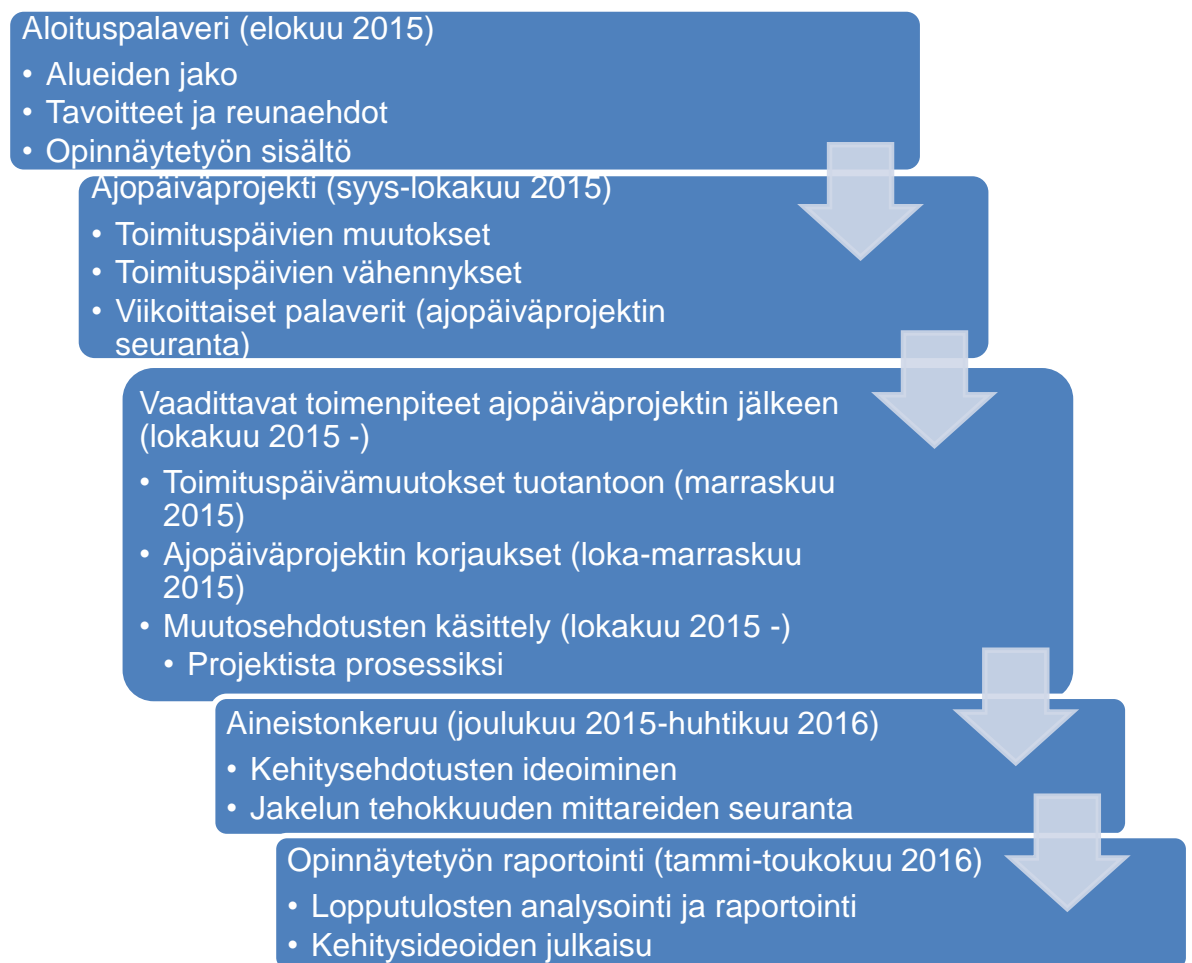 Aloituspalaveri (elokuu 2015)
• Alueiden jako
• Tavoitteet ja reunaehdot
• Opinnäytetyön sisältö
Ajopäiväprojekti (syys-lokakuu 2015)
• Toimituspäivien muutokset
• Toimituspäivien vähennykset
• Viikoittaiset palaverit (ajopäiväprojektin
seuranta)
Vaadittavat toimenpiteet ajopäiväprojektin jälkeen
(lokakuu 2015 -)
• Toimituspäivämuutokset tuotantoon (marraskuu
2015)
• Ajopäiväprojektin korjaukset (loka-marraskuu
2015)
• Muutosehdotusten käsittely (lokakuu 2015 -)
• Projektista prosessiksi
Aineistonkeruu (joulukuu 2015-huhtikuu 2016)
• Kehitysehdotusten ideoiminen
• Jakelun tehokkuuden mittareiden seuranta
Opinnäytetyön raportointi (tammi-toukokuu 2016)
• Lopputulosten analysointi ja raportointi
• Kehitysideoiden julkaisu